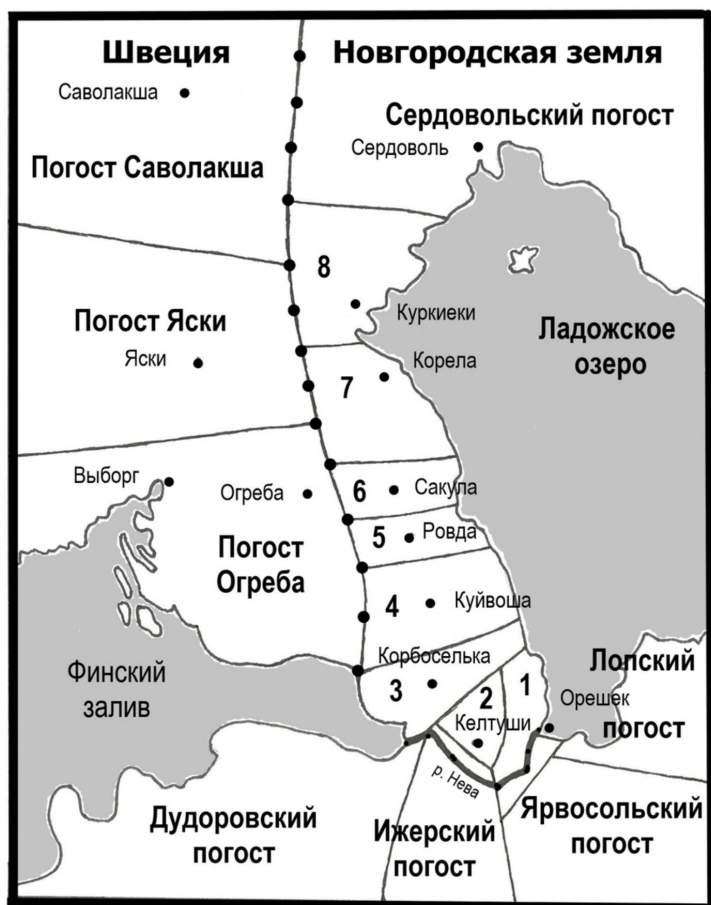 Швеция
Новгородская земля
Саволакша
Сердовольский погост
Сердоволь
Погост Саволакша
8
Куркиеки
Погост Яски
Яски
Ладожское
озеро
Корела
7
Выборг
Огреба
6
Сакула
Погост
Огреба
5
Ровда
4
Куйвоша
Корбоселька
Финский
залив
3
2
1
Лопский
погост
Орешек
Келтуши
р. Нева
Дудоровский
погост
Ижерский
погост
Ярвосольский
погост